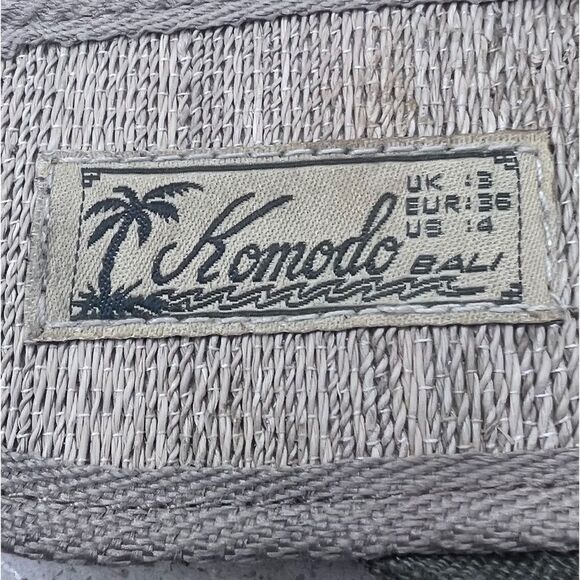 UK : 3
EUR : 36
US : 4
Komodo
BALI